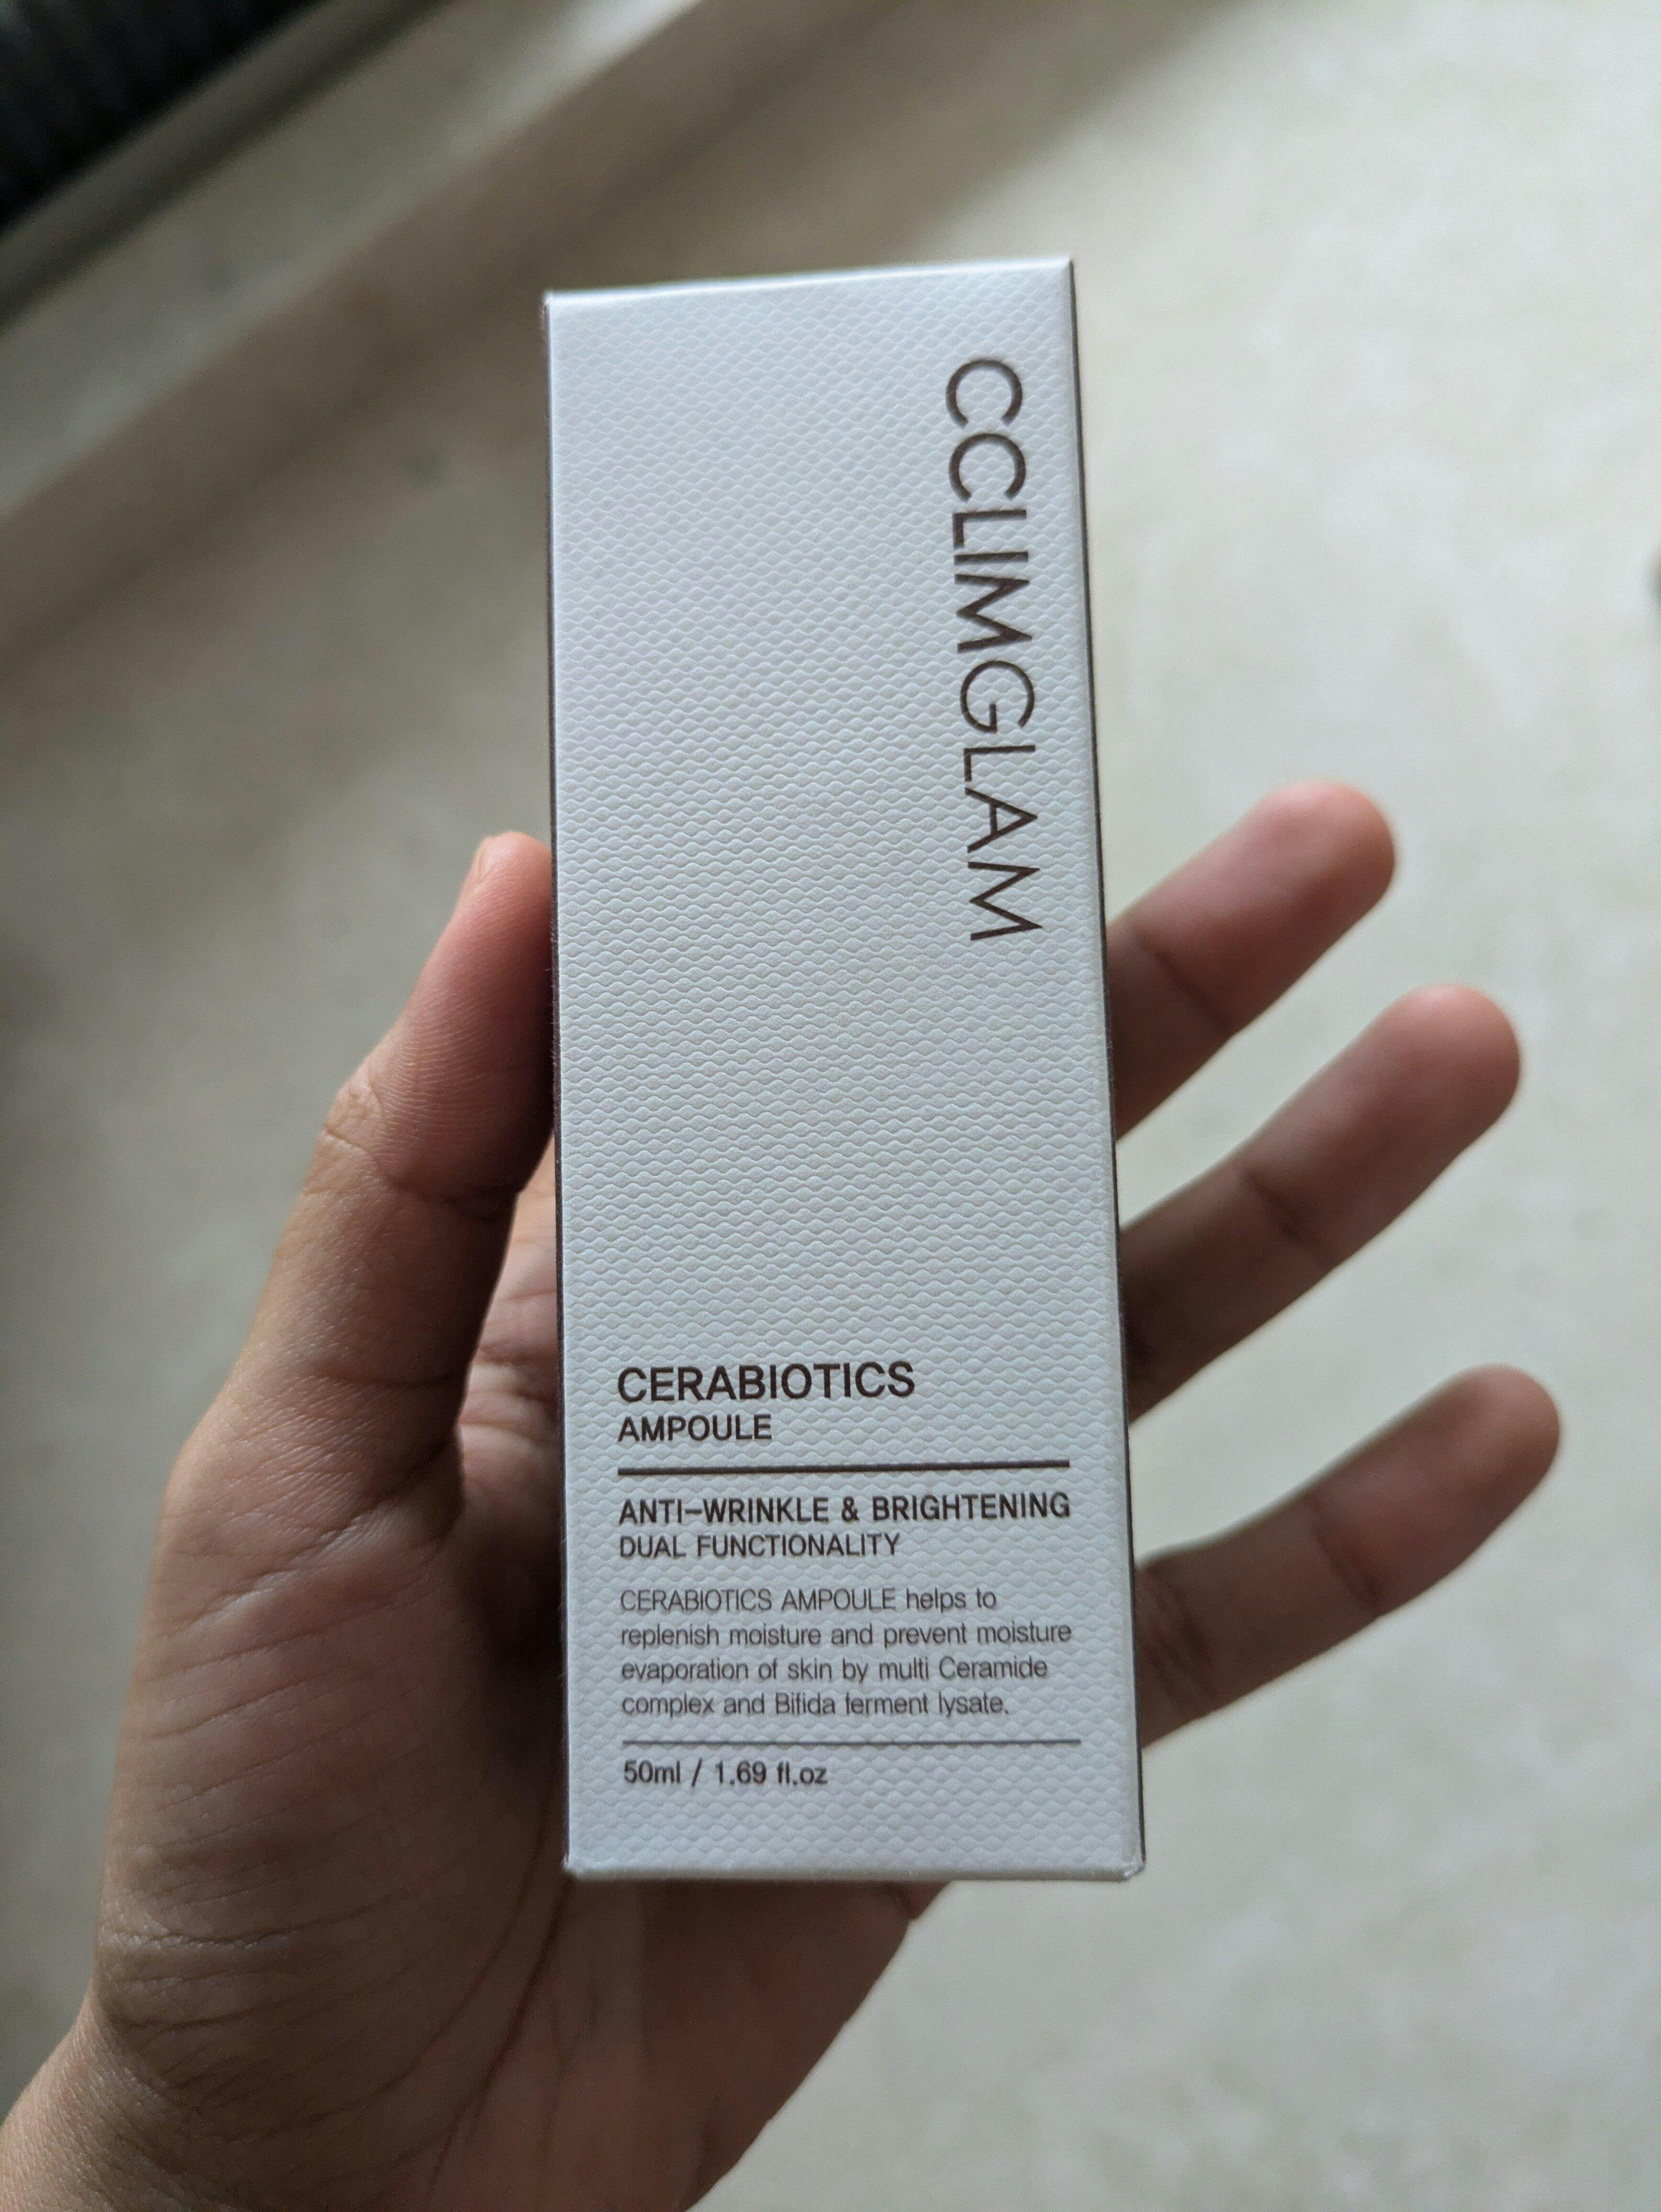 CCLIMGLAM
CERABIOTICS
AMPOULE
ANTI-WRINKLE & BRIGHTENING
DUAL FUNCTIONALITY
CERABIOTICS AMPOULE helps to
replenish moisture and prevent moisture
evaporation of skin by multi Ceramide
complex and Bifida ferment lysate.
50ml / 1.69 fl.oz